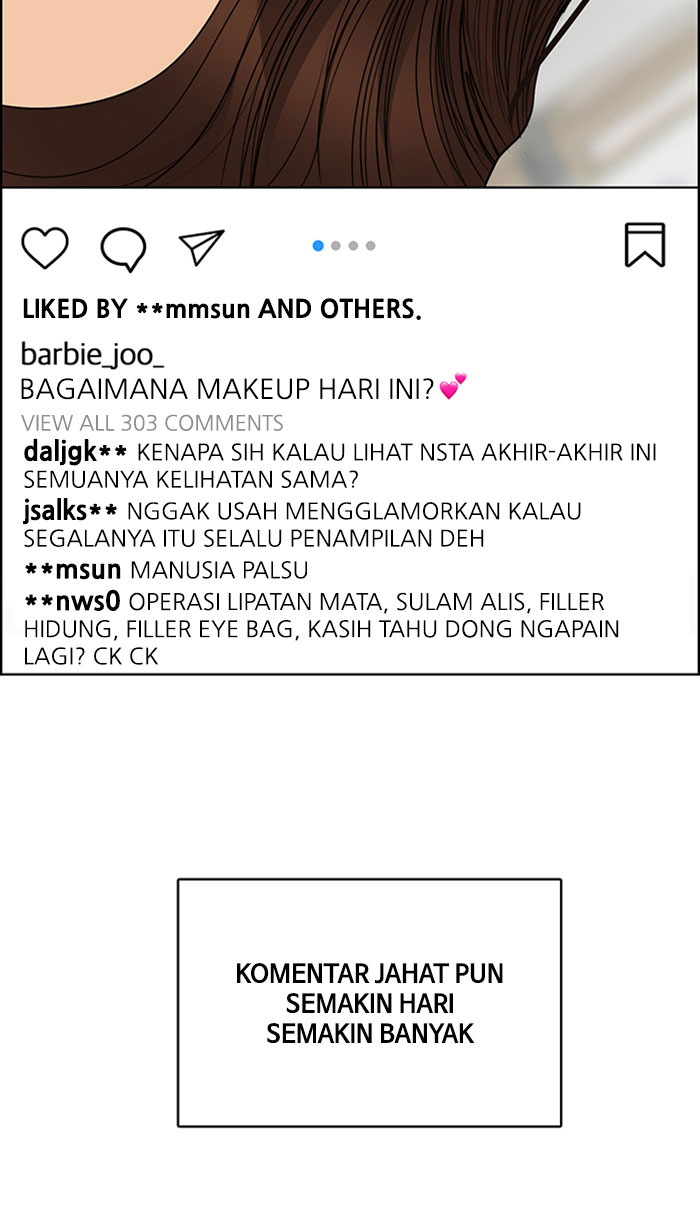 LIKED BY **mmsun AND OTHERS.
barbie_joo_
BAGAIMANA MAKEUP HARI INI?💕
VIEW ALL 303 COMMENTS
daljgk** KENAPA SIH KALAU LIHAT NSTA AKHIR-AKHIR INI
SEMUANYA KELIHATAN SAMA?
jsalks** NGGAK USAH MENGGLAMORKAN KALAU
SEGALANYA ITU SELALU PENAMPILAN DEH
**msun MANUSIA PALSU
**nws0 OPERASI LIPATAN MATA, SULAM ALIS, FILLER
HIDUNG, FILLER EYE BAG, KASIH TAHU DONG NGAPAIN
LAGI? CK CK
KOMENTAR JAHAT PUN
SEMAKIN HARI
SEMAKIN BANYAK